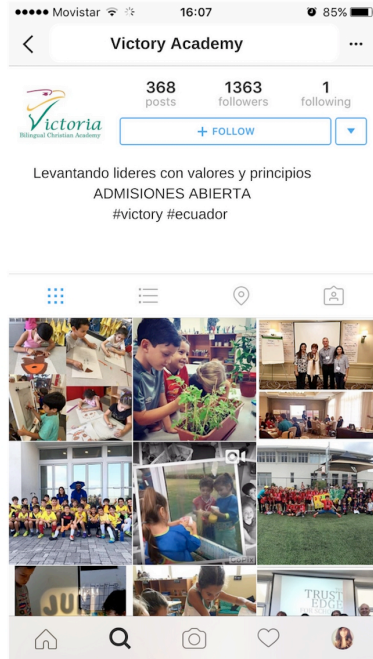 Movistar 16:07 85%
Victory Academy
Victoria
Bilingual Christian Academy
368 1363 1
posts followers following
+ FOLLOW
Levantando lideres con valores y principios
ADMISIONES ABIERTA
#victory #ecuador
JU
TRUST
EDGE